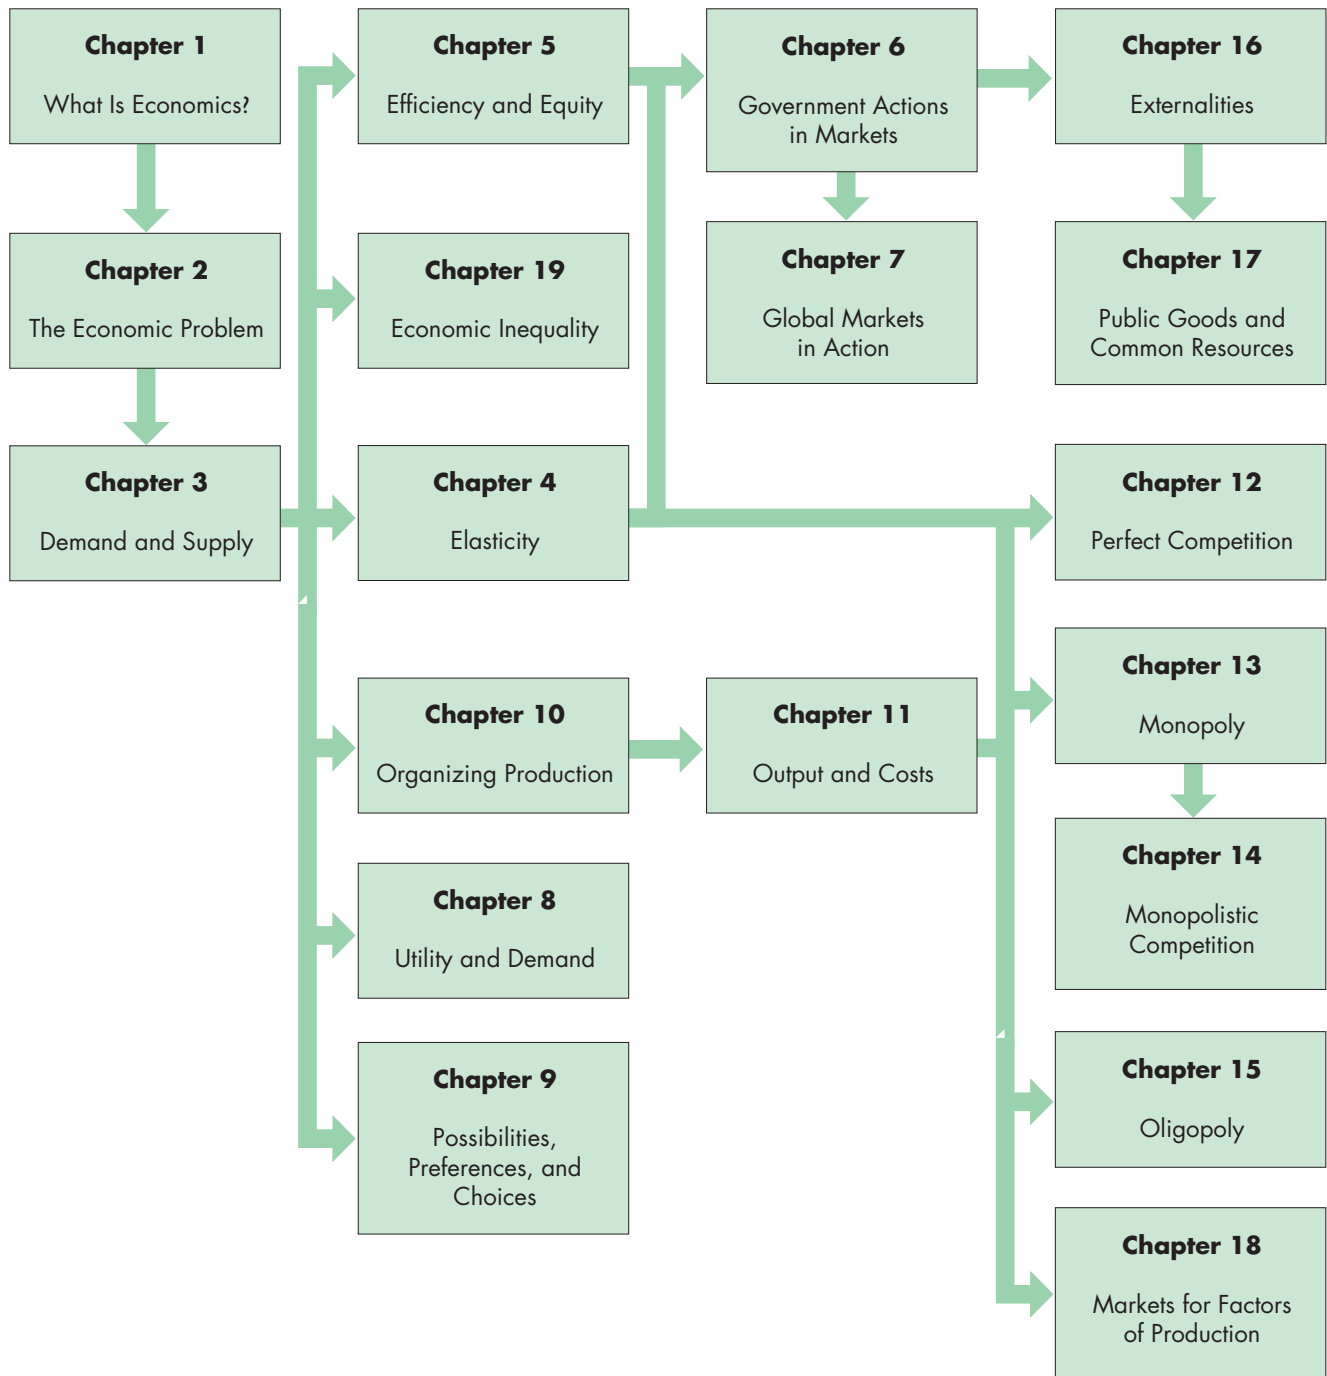 Chapter 1
What Is Economics?
Chapter 2
The Economic Problem
Chapter 3
Demand and Supply
Chapter 5
Efficiency and Equity
Chapter 19
Economic Inequality
Chapter 4
Elasticity
Chapter 10
Organizing Production
Chapter 8
Utility and Demand
Chapter 9
Possibilities,
Preferences, and
Choices
Chapter 6
Government Actions
in Markets
Chapter 7
Global Markets
in Action
Chapter 11
Output and Costs
Chapter 16
Externalities
Chapter 17
Public Goods and
Common Resources
Chapter 12
Perfect Competition
Chapter 13
Monopoly
Chapter 14
Monopolistic
Competition
Chapter 15
Oligopoly
Chapter 18
Markets for Factors
of Production